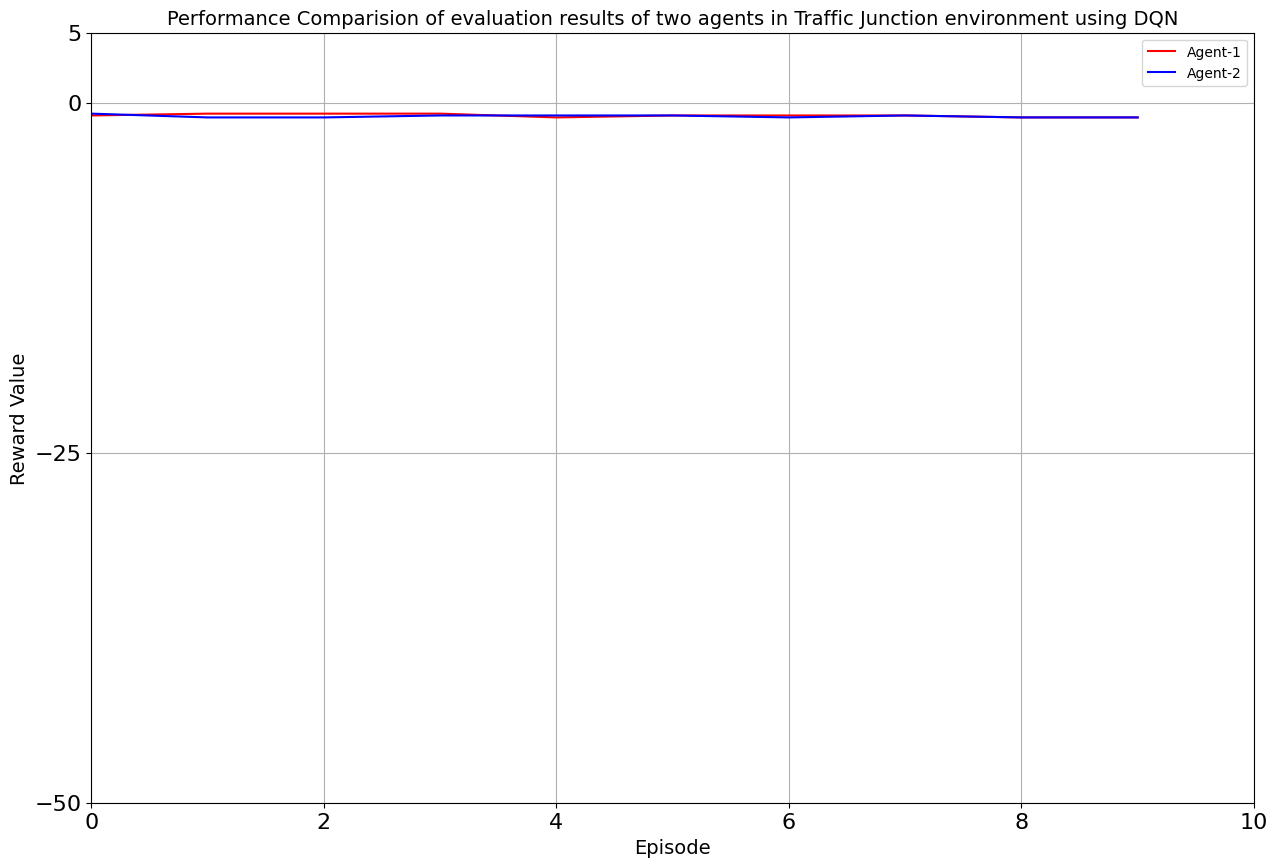 Performance Comparision of evaluation results of two agents in Traffic Junction environment using DQN
Agent-1
Agent-2
5
0
−25
−50
Reward Value
0 2 4 6 8 10
Episode